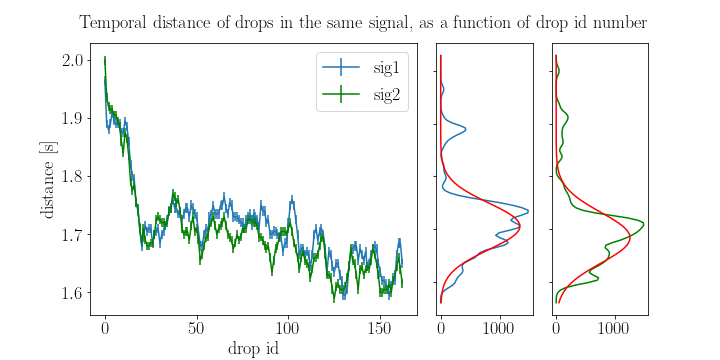 Temporal distance of drops in the same signal, as a function of drop id number
sig1
sig2
distance [s]
2.0
1.9
1.8
1.7
1.6
0 50 100 150
drop id
0 1000
0 1000